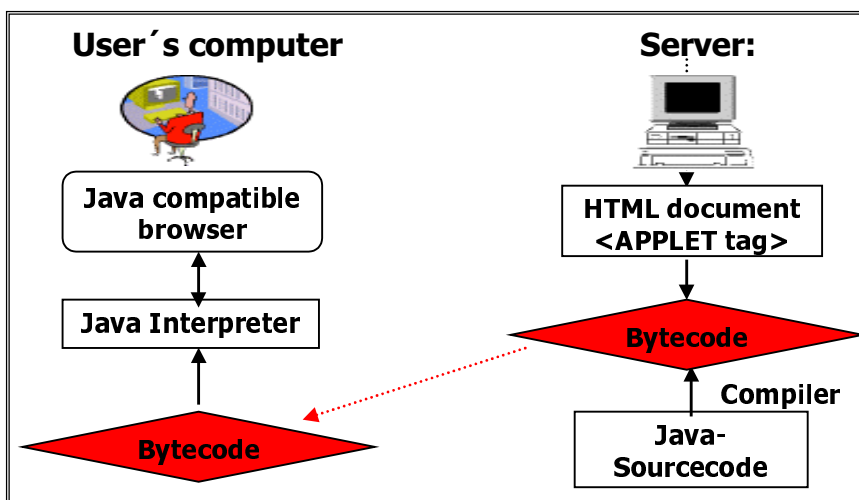 User´s computer
Server:
Java compatible
browser
HTML document
<APPLET tag>
Java Interpreter
Bytecode
Compiler
Bytecode
Java-
Sourcecode